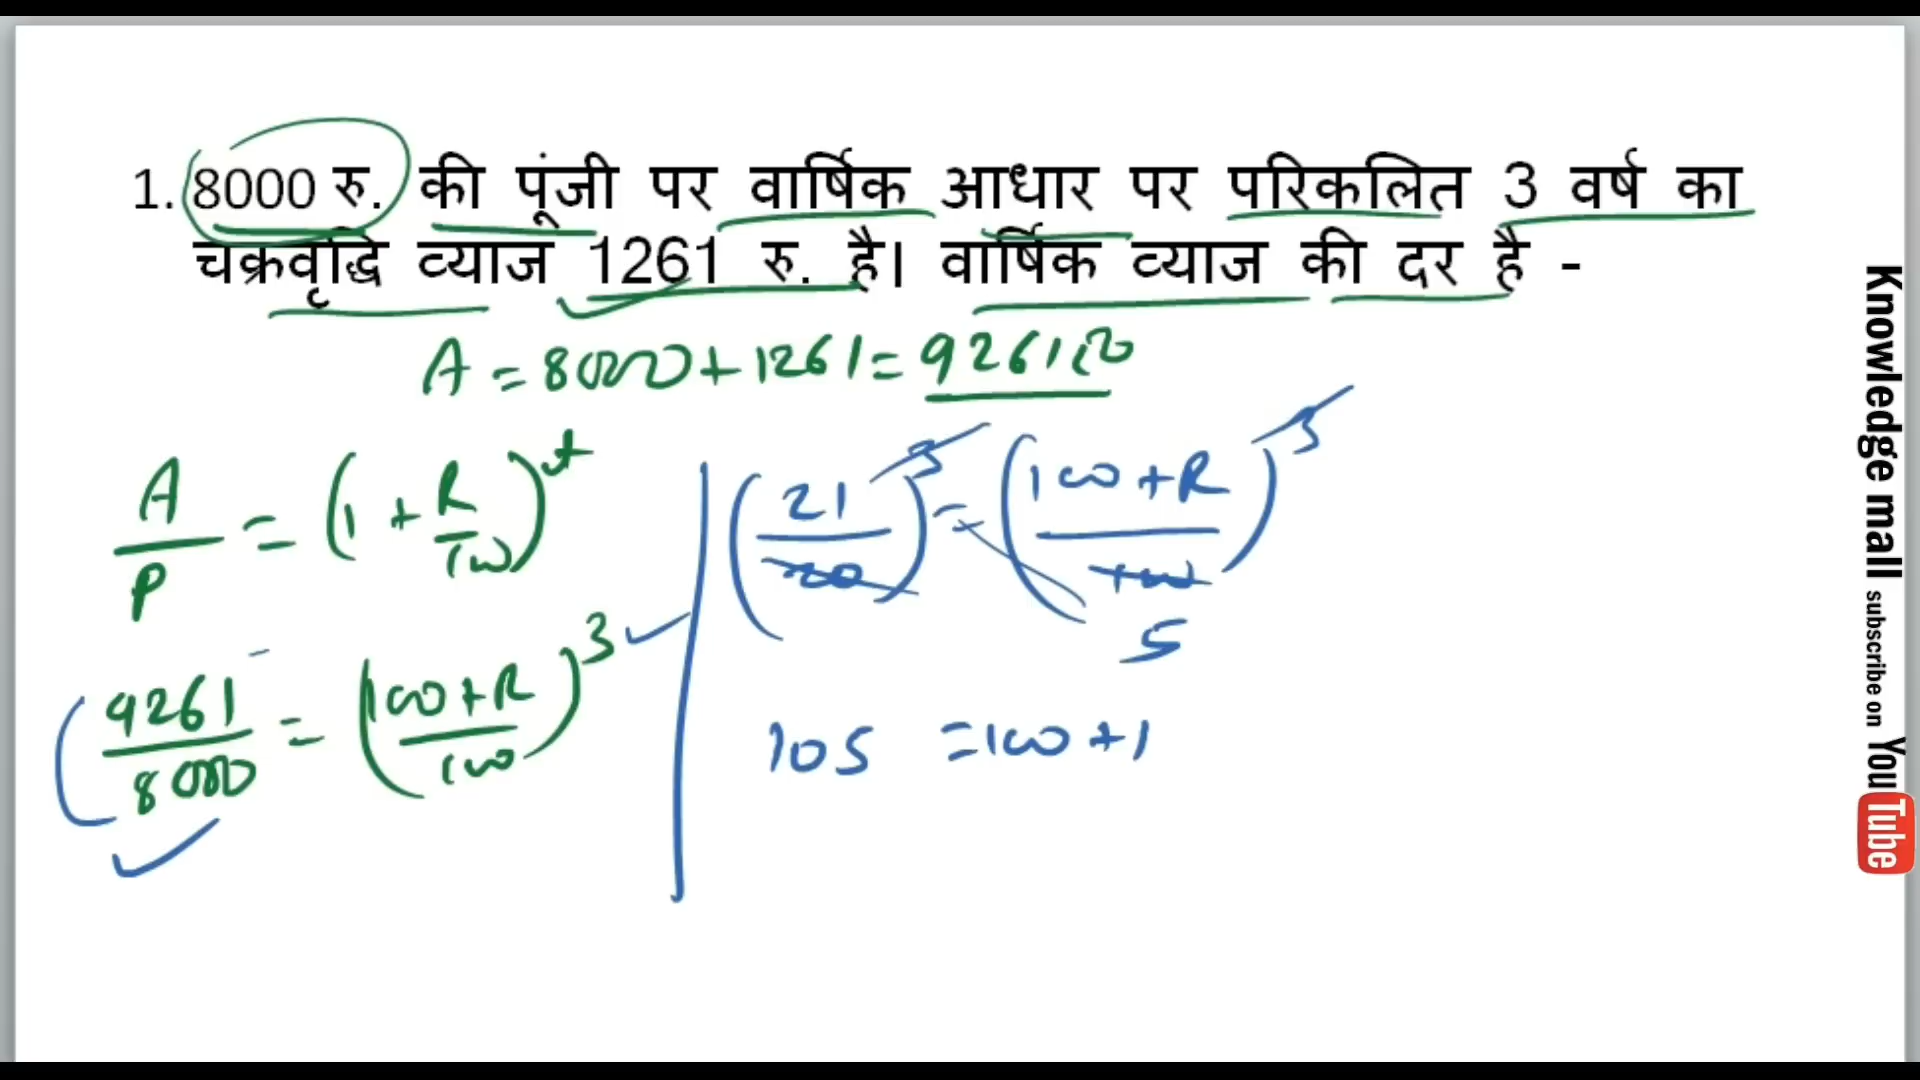 1. 8000 रु. की पूंजी पर वार्षिक आधार पर परिकलित 3 वर्ष का
चक्रवृद्धि व्याज 1261 रु. है। वार्षिक व्याज की दर है -
A = 8000 + 1261 = 9261
A/P = (1 + R/100)^t
9261/8000 = (100+R/100)^3
(21/20)^3 = (100+R/100)^3
5
105 = 100 + 1
Knowledge mall subscribe on YouTube